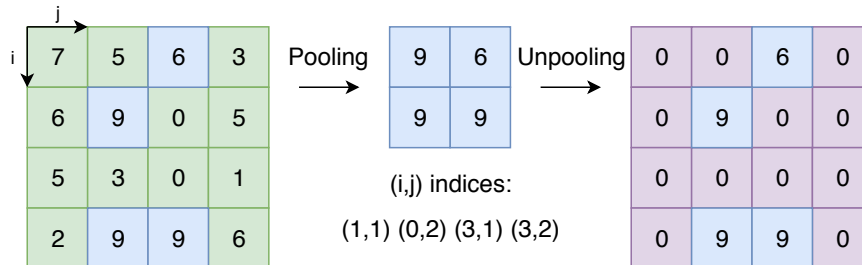 j
i
7 5 6 3
6 9 0 5
5 3 0 1
2 9 9 6
Pooling
9 6
9 9
(i,j) indices:
(1,1) (0,2) (3,1) (3,2)
Unpooling
0 0 6 0
0 9 0 0
0 0 0 0
0 9 9 0